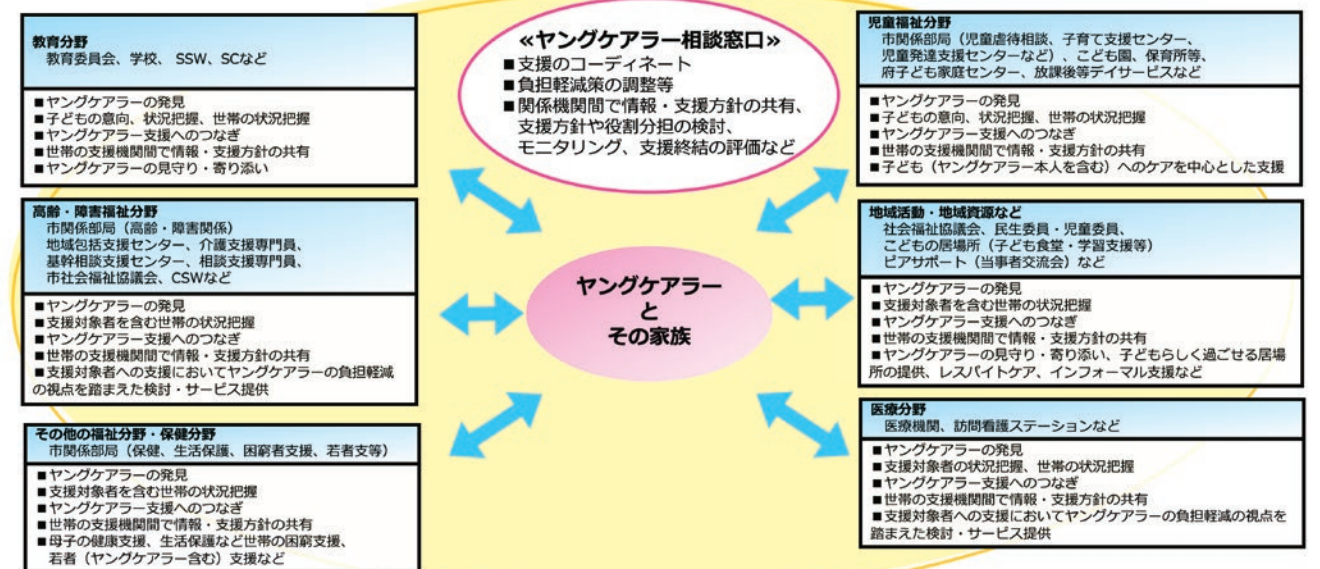 教育分野
教育委員会、学校、SSW、SCなど
■ヤングケアラーの発見
■子どもの意向、状況把握、世帯の状況把握
■ヤングケアラー支援へのつなぎ
■世帯の支援機関間で情報・支援方針の共有
■ヤングケアラーの見守り・寄り添い
≪ヤングケアラー相談窓口≫
■支援のコーディネート
■負担軽減策の調整等
■関係機関間で情報・支援方針の共有、
支援方針や役割分担の検討、
モニタリング、支援終結の評価など
児童福祉分野
市関係部局（児童虐待相談、子育て支援センター、
児童発達支援センターなど）、こども園、保育所等、
府子ども家庭センター、放課後等デイサービスなど
■ヤングケアラーの発見
■子どもの意向、状況把握、世帯の状況把握
■ヤングケアラー支援へのつなぎ
■世帯の支援機関間で情報・支援方針の共有
■子ども（ヤングケアラー本人を含む）へのケアを中心とした支援
高齢・障害福祉分野
市関係部局（高齢・障害関係）
地域包括支援センター、介護支援専門員、
基幹相談支援センター、相談支援専門員、
市社会福祉協議会、CSWなど
■ヤングケアラーの発見
■支援対象者を含む世帯の状況把握
■ヤングケアラー支援へのつなぎ
■世帯の支援機関間で情報・支援方針の共有
■支援対象者への支援においてヤングケアラーの負担軽減
の視点を踏まえた検討・サービス提供
ヤングケアラー
と
その家族
地域活動・地域資源など
社会福祉協議会、民生委員・児童委員、
こどもの居場所（子ども食堂・学習支援等）
ピアサポート（当事者交流会）など
■ヤングケアラーの発見
■支援対象者を含む世帯の状況把握
■ヤングケアラー支援へのつなぎ
■世帯の支援機関間で情報・支援方針の共有
■ヤングケアラーの見守り・寄り添い、子どもらしく過ごせる居場
所の提供、レスパイトケア、インフォーマル支援など
その他の福祉分野・保健分野
市関係部局（保健、生活保護、困窮者支援、若者支等）
■ヤングケアラーの発見
■支援対象者を含む世帯の状況把握
■ヤングケアラー支援へのつなぎ
■世帯の支援機関間で情報・支援方針の共有
■母子の健康支援、生活保護など世帯の困窮支援、
若者（ヤングケアラー含む）支援など
医療分野
医療機関、訪問看護ステーションなど
■ヤングケアラーの発見
■支援対象者の状況把握、世帯の状況把握
■ヤングケアラー支援へのつなぎ
■世帯の支援機関間で情報・支援方針の共有
■支援対象者への支援においてヤングケアラーの負担軽減の視点を
踏まえた検討・サービス提供